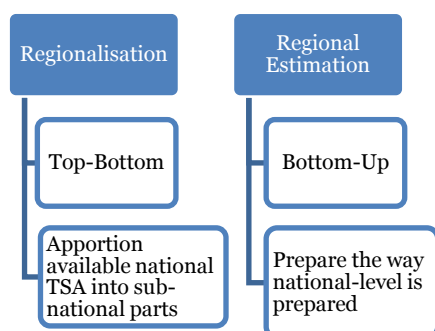 Regionalisation
Top-Bottom
Apportion
available national
TSA into sub-
national parts
Regional
Estimation
Bottom-Up
Prepare the way
national-level is
prepared